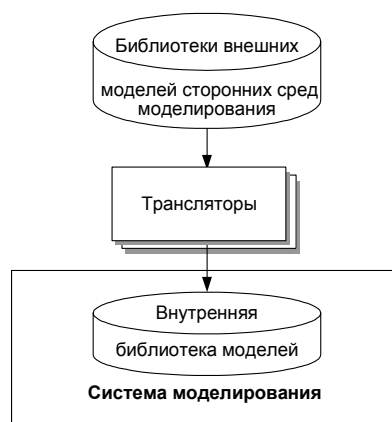 Библиотеки внешних
моделей сторонних сред
моделирования
Трансляторы
Внутренняя
библиотека моделей
Система моделирования